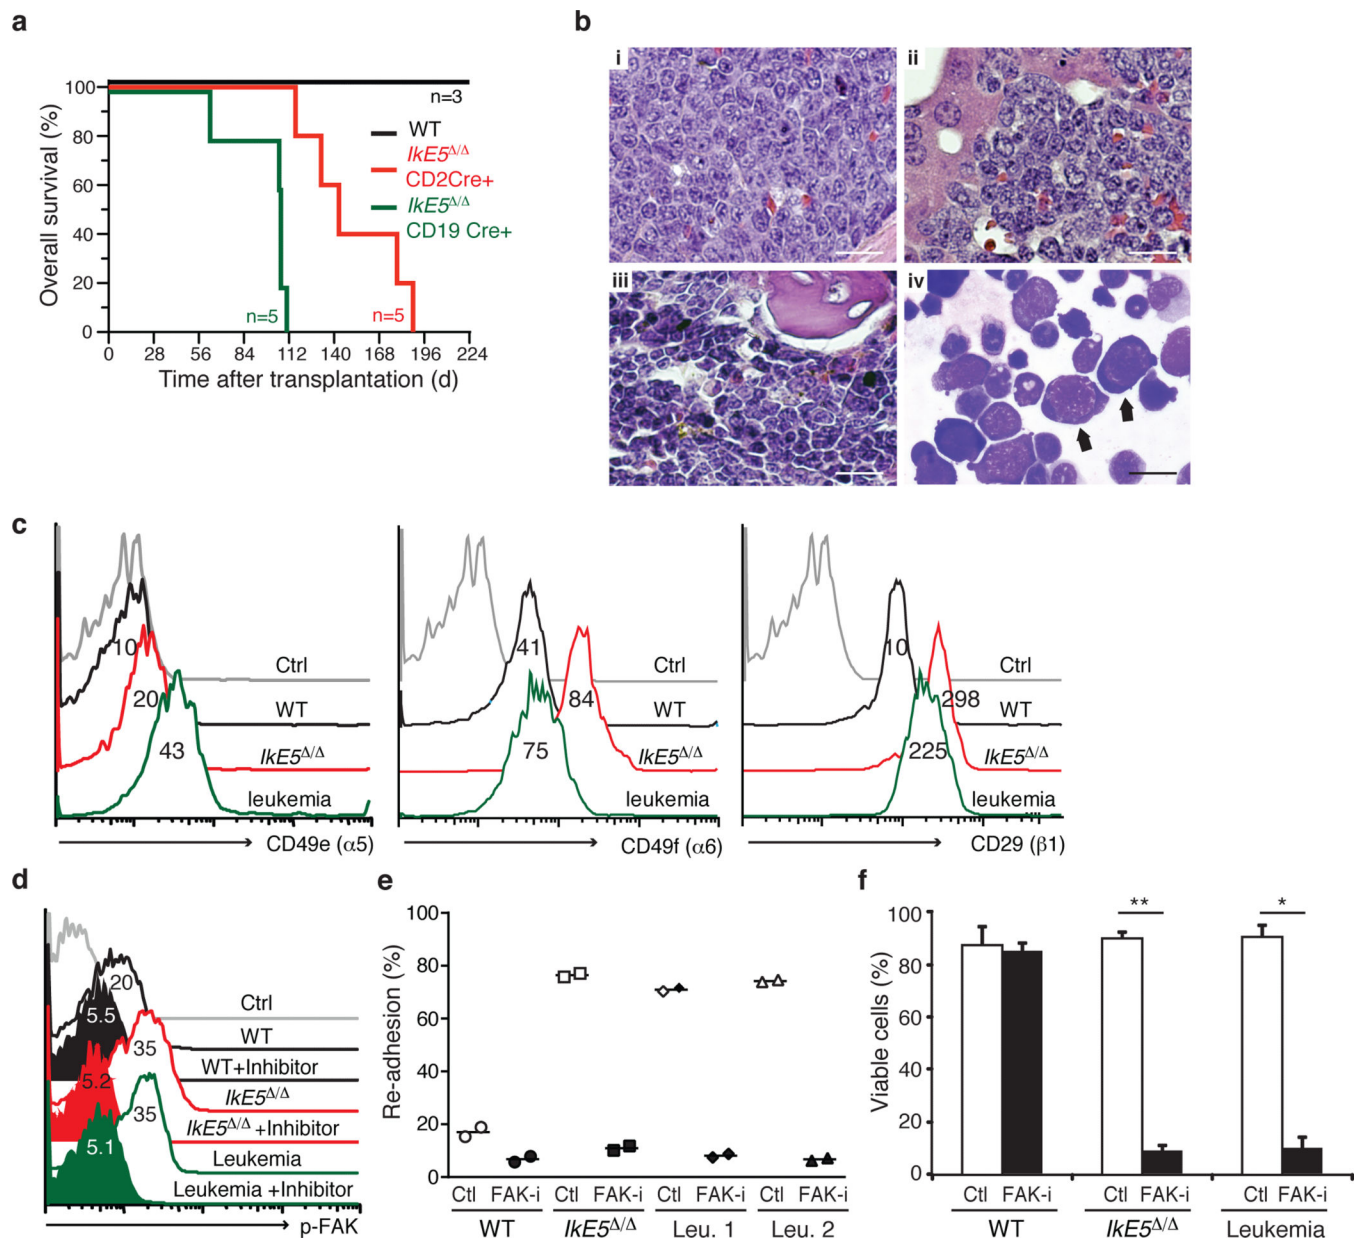 a
Overall survival (%)
100
80
60
40
20
0
0 28 56 84 112 140 168 196 224
Time after transplantation (d)
n=3
WT
IkE5Δ/Δ
CD2Cre+
IkE5Δ/Δ
CD19 Cre+
n=5
n=5
b
i
ii
iii
iv
c
10
20
43
Ctrl
WT
IkE5Δ/Δ
leukemia
CD49e (α5)
41
84
75
Ctrl
WT
IkE5Δ/Δ
leukemia
CD49f (α6)
10
298
225
Ctrl
WT
IkE5Δ/Δ
leukemia
CD29 (β1)
d
20
5.5
35
5.2
35
5.1
Ctrl
WT
WT+Inhibitor
IkE5Δ/Δ
IkE5Δ/Δ +Inhibitor
Leukemia
Leukemia +Inhibitor
p-FAK
e
Re-adhesion (%)
100
80
60
40
20
0
Ctl FAK-i Ctl FAK-i Ctl FAK-i Ctl FAK-i
WT IkE5Δ/Δ Leu. 1 Leu. 2
f
Viable cells (%)
100
80
60
40
20
0
** *
Ctl FAK-i Ctl FAK-i Ctl FAK-i
WT IkE5Δ/Δ Leukemia